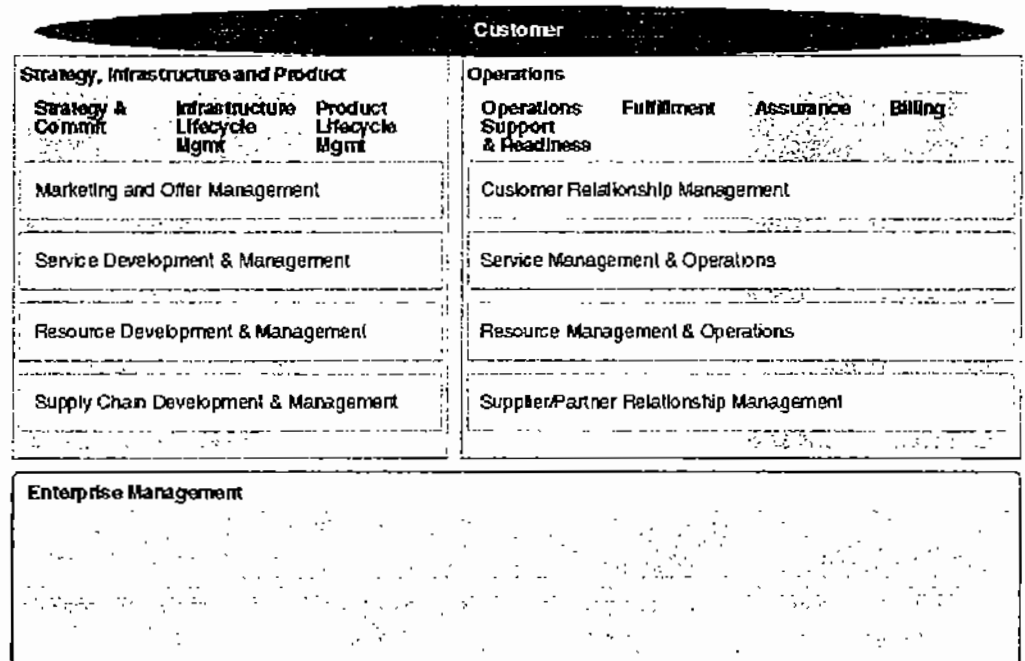 Customer
Strategy, Infrastructure and Product
Strategy &
Commit
Infrastructure
Lifecycle
Mgmt
Product
Lifecycle
Mgmt
Marketing and Offer Management
Service Development & Management
Resource Development & Management
Supply Chain Development & Management
Operations
Operations
Support
& Readiness
Fulfillment
Assurance
Billing
Customer Relationship Management
Service Management & Operations
Resource Management & Operations
Supplier/Partner Relationship Management
Enterprise Management